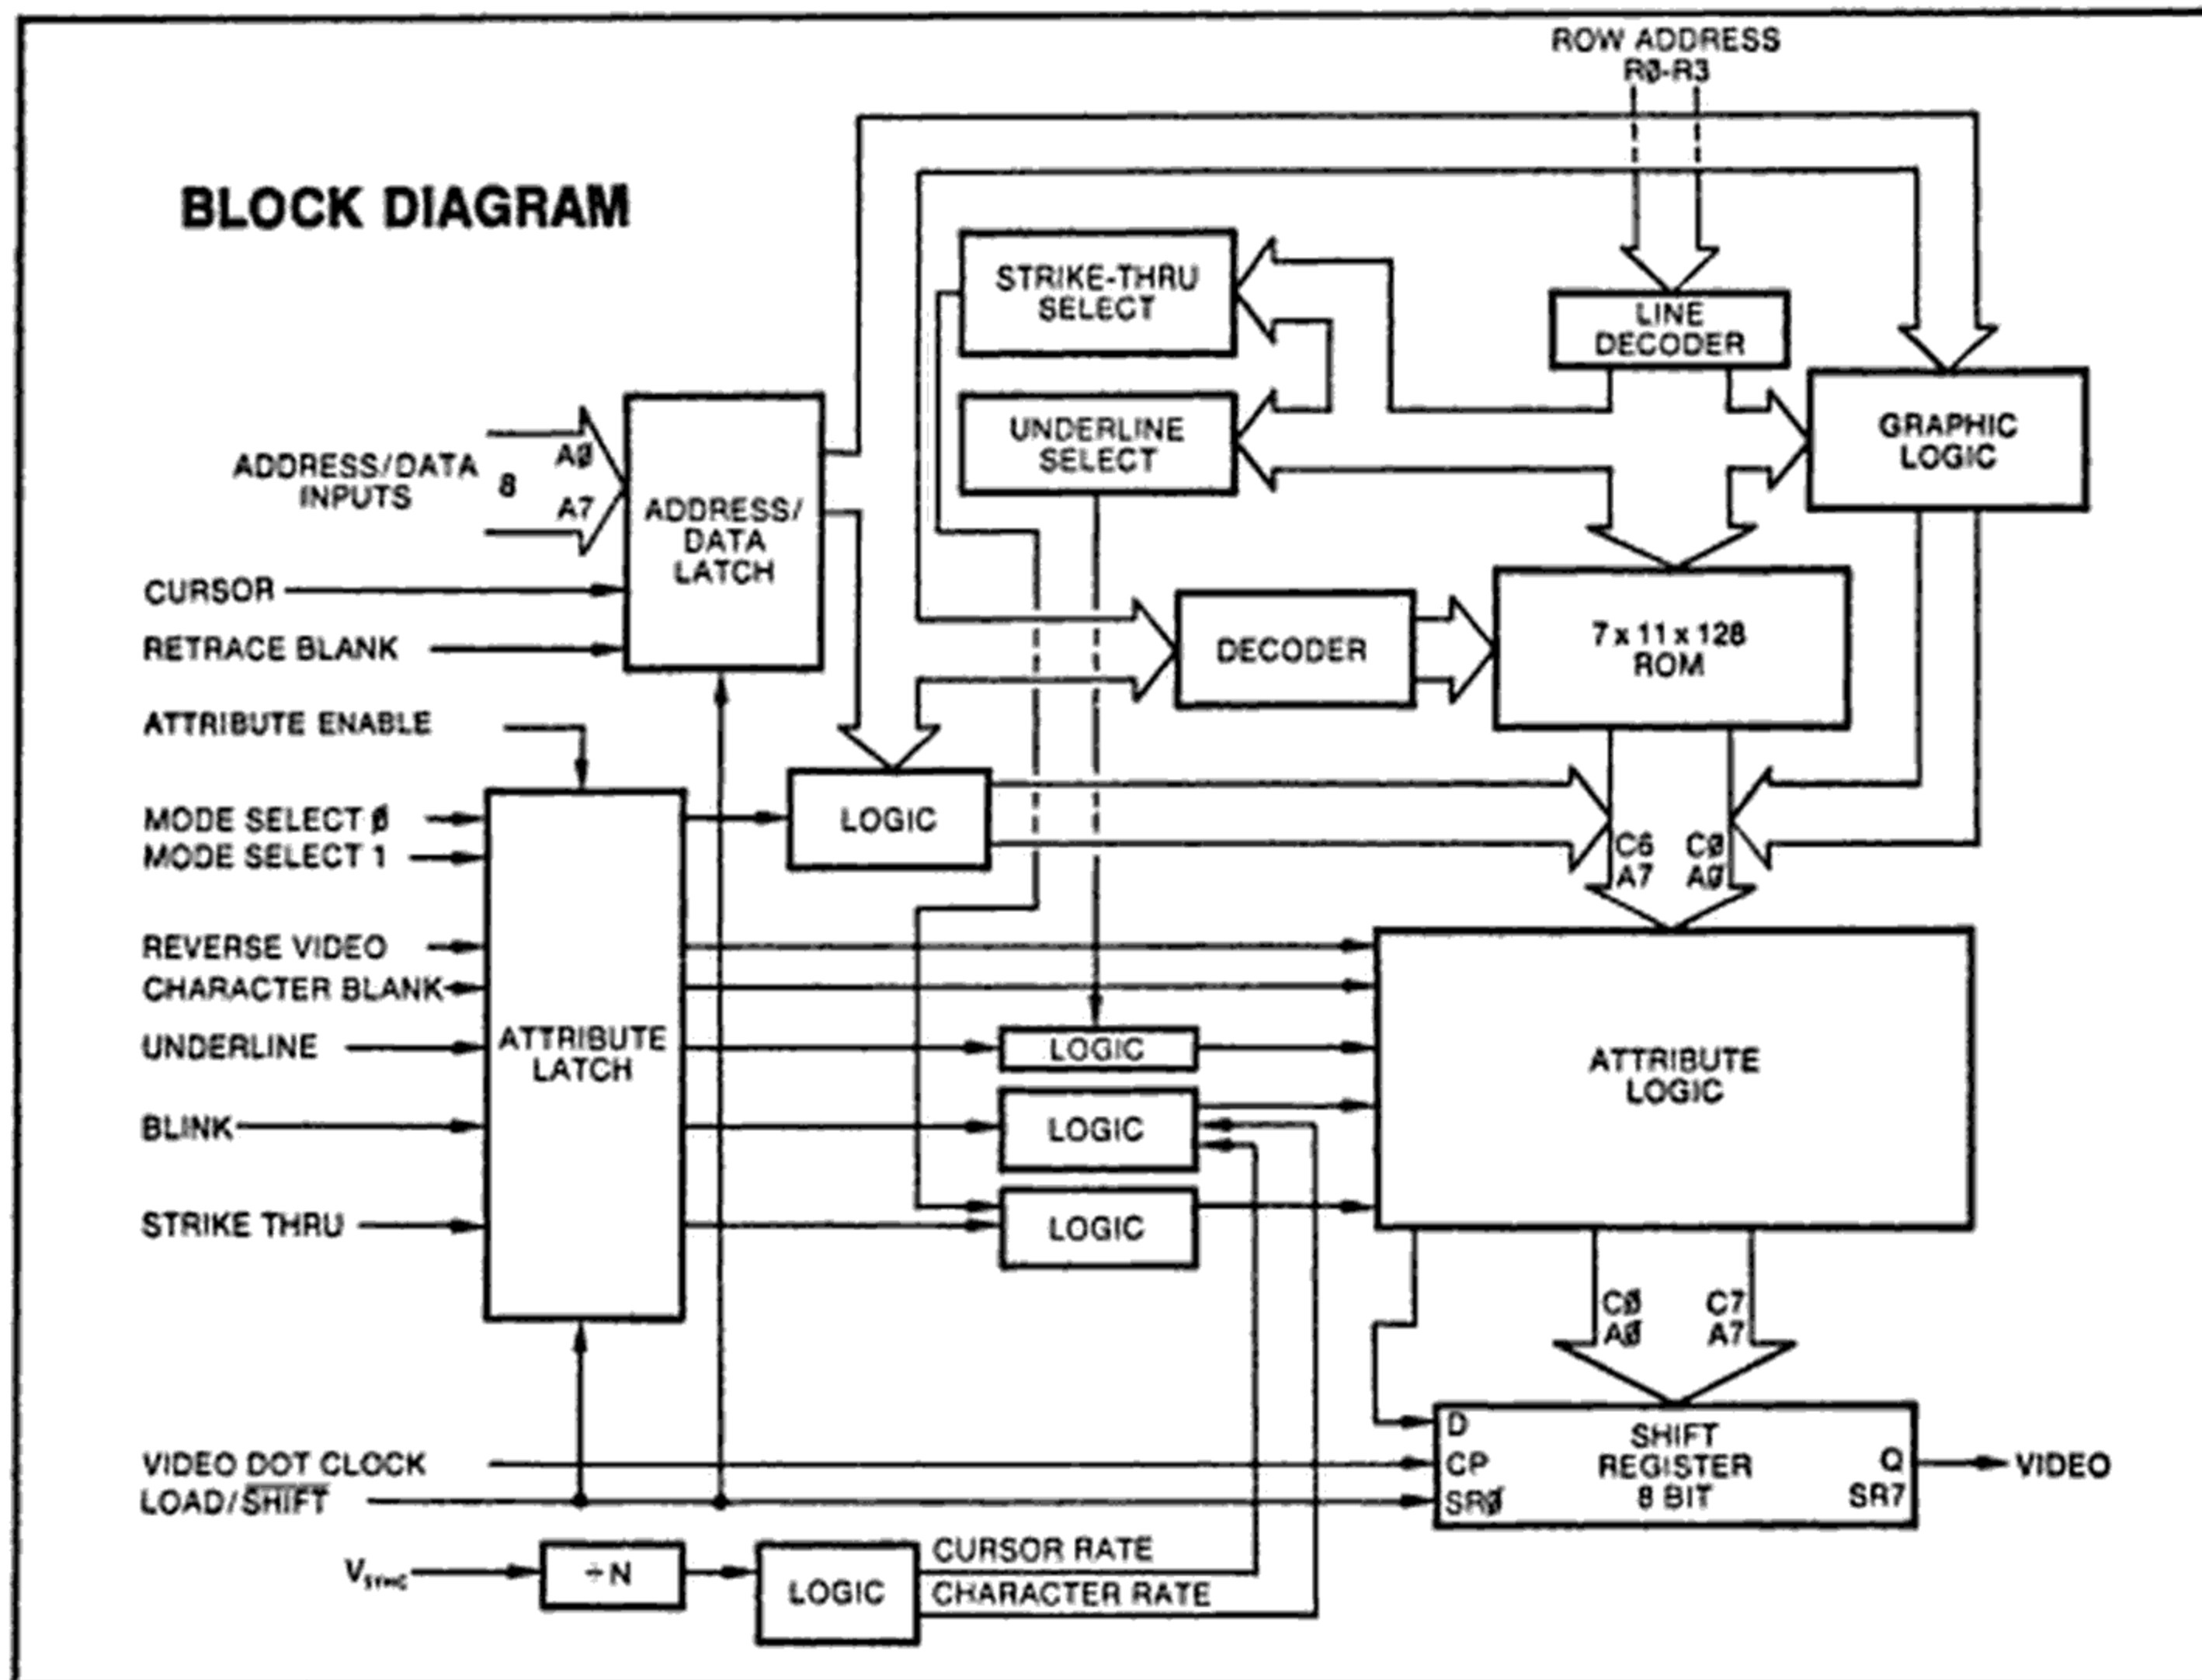 ROW ADDRESS
RØ-R3
BLOCK DIAGRAM
STRIKE-THRU
SELECT
LINE
DECODER
UNDERLINE
SELECT
GRAPHIC
LOGIC
ADDRESS/DATA
INPUTS
8
AØ
A7
ADDRESS/
DATA
LATCH
CURSOR
RETRACE BLANK
DECODER
7 x 11 x 128
ROM
ATTRIBUTE ENABLE
MODE SELECT Ø
MODE SELECT 1
LOGIC
C6 CØ
A7 AØ
REVERSE VIDEO
CHARACTER BLANK
UNDERLINE
BLINK
STRIKE THRU
ATTRIBUTE
LATCH
LOGIC
LOGIC
LOGIC
ATTRIBUTE
LOGIC
CØ C7
AØ A7
VIDEO DOT CLOCK
LOAD/SHIFT
D
CP
SRØ
SHIFT
REGISTER
8 BIT
Q
SR7
VIDEO
VSYNC
÷N
LOGIC
CURSOR RATE
CHARACTER RATE